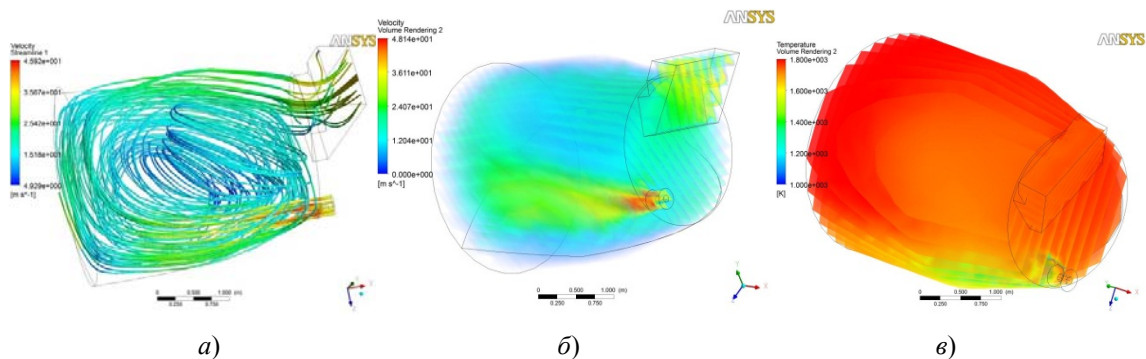 ANSYS
Velocity
Streamline 1
4.592e+001
3.567e+001
2.542e+001
1.518e+001
4.929e+000
[m s^-1]
0
0.500
1.000
(m)
0.250
0.750
а)
ANSYS
Velocity
Volume Rendering 2
4.814e+001
3.611e+001
2.407e+001
1.204e+001
0.000e+000
[m s^-1]
0
0.500
1.000
(m)
0.250
0.750
б)
ANSYS
Temperature
Volume Rendering 2
1.800e+003
1.600e+003
1.400e+003
1.200e+003
1.000e+003
[K]
0
0.500
1.000
(m)
0.250
0.750
в)